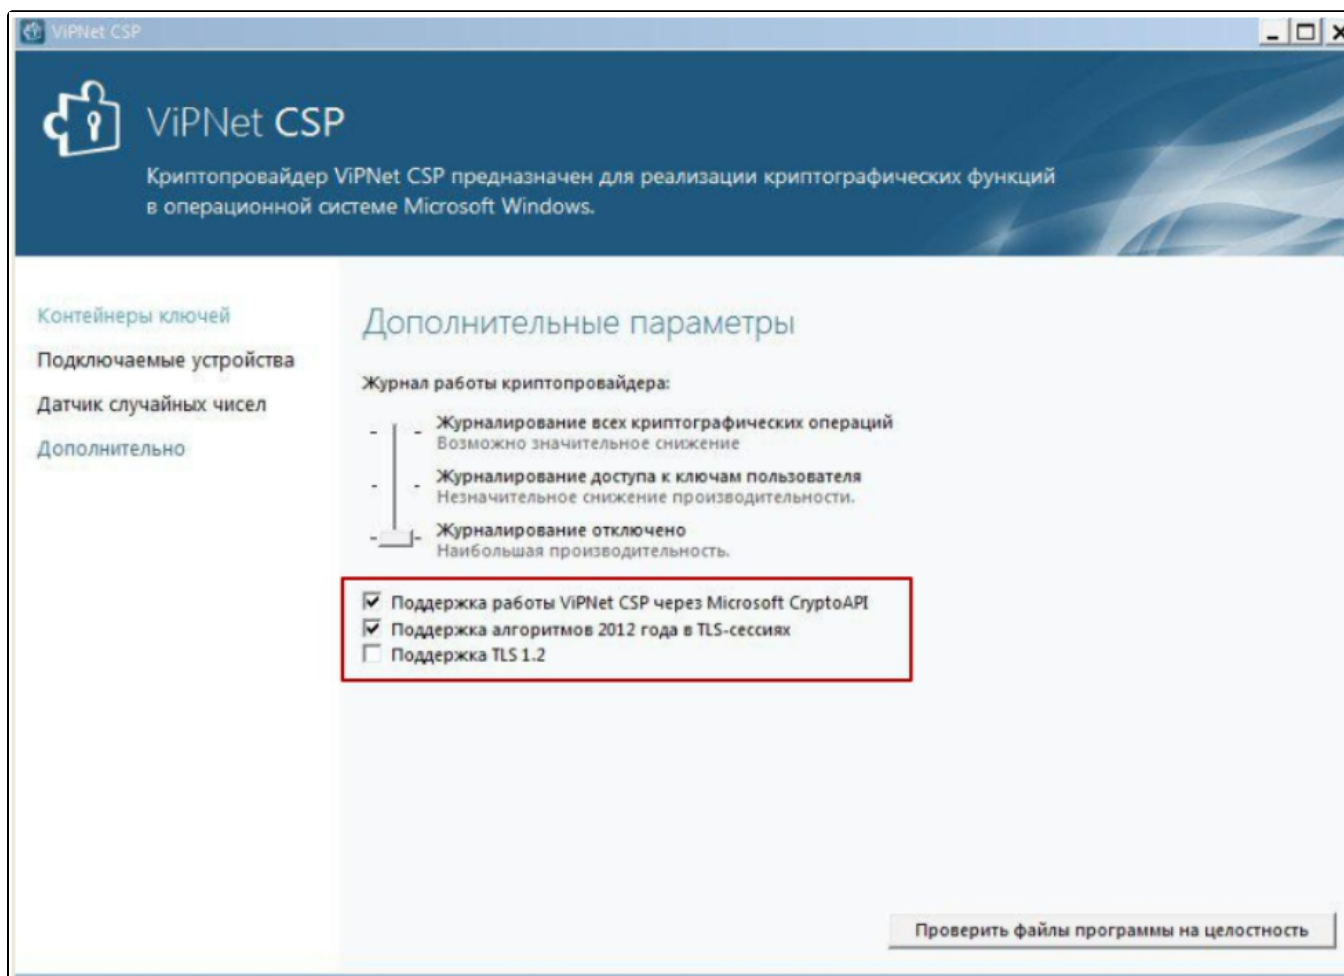 ViPNet CSP
ViPNet CSP
Криптопровайдер ViPNet CSP предназначен для реализации криптографических функций
в операционной системе Microsoft Windows.
Контейнеры ключей
Подключаемые устройства
Датчик случайных чисел
Дополнительно
Дополнительные параметры
Журнал работы криптопровайдера:
Журналирование всех криптографических операций
Возможно значительное снижение
Журналирование доступа к ключам пользователя
Незначительное снижение производительности.
Журналирование отключено
Наибольшая производительность.
Поддержка работы ViPNet CSP через Microsoft CryptoAPI
Поддержка алгоритмов 2012 года в TLS-сессиях
Поддержка TLS 1.2
Проверить файлы программы на целостность